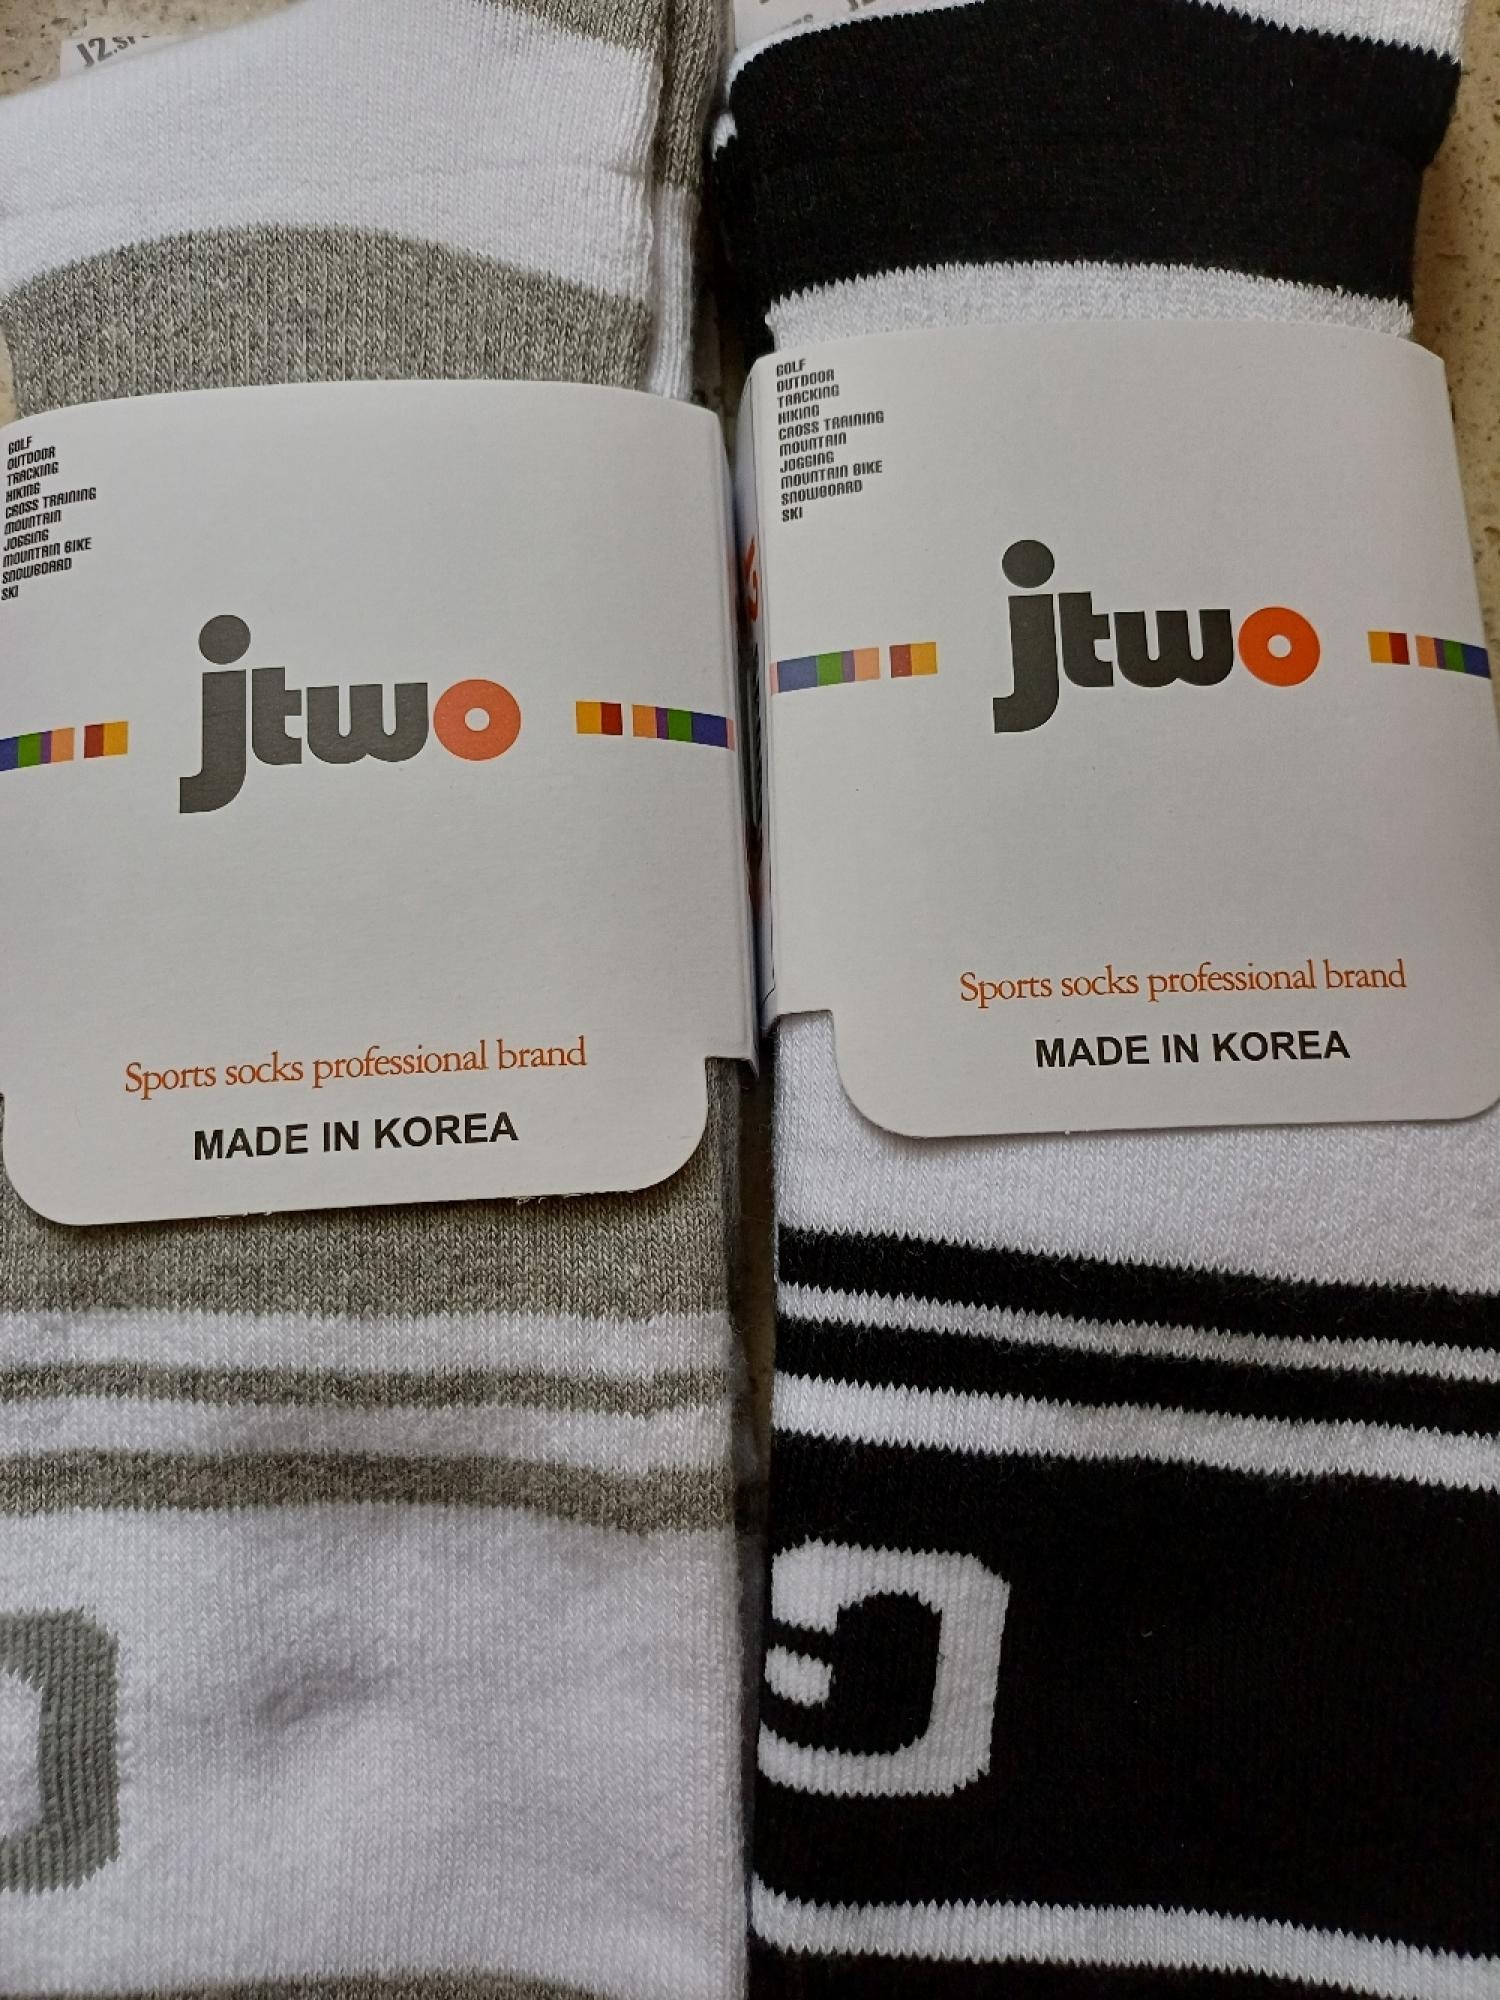 GOLF
OUTDOOR
TRACKING
HIKING
CROSS TRAINING
MOUNTAIN
JOGGING
MOUNTAIN BIKE
SNOWBOARD
SKI
jtwo
Sports socks professional brand
MADE IN KOREA
GOLF
OUTDOOR
TRACKING
HIKING
CROSS TRAINING
MOUNTAIN
JOGGING
MOUNTAIN BIKE
SNOWBOARD
SKI
jtwo
Sports socks professional brand
MADE IN KOREA